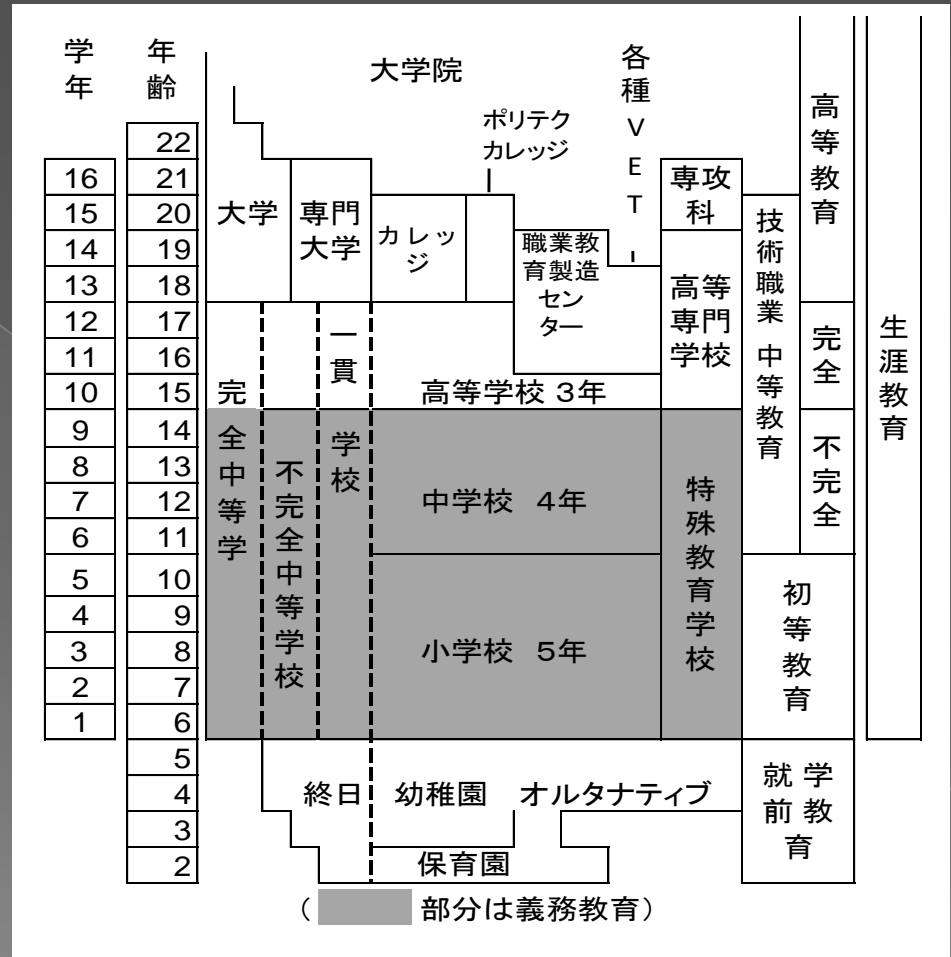 学年
年齢
22
16
21
15
20
14
19
13
18
12
17
11
16
10
15
9
14
8
13
7
12
6
11
5
10
4
9
3
8
2
7
1
6
5
4
3
2
大学院
ポリテク
カレッジ
各種VET
大学
専門
大学
カレッ
ジ
職業教
育製造
センター
専攻
科
高等
専門
学校
完全中等学
不完全中等学校
一貫学校
高等学校 3年
中学校 4年
小学校 5年
特殊教育学校
技術職業 中等教育
高等教育
完全
不完全
初等教育
就学
前教
育
生涯教育
終日 幼稚園 オルタナティブ
保育園
( 部分は義務教育)